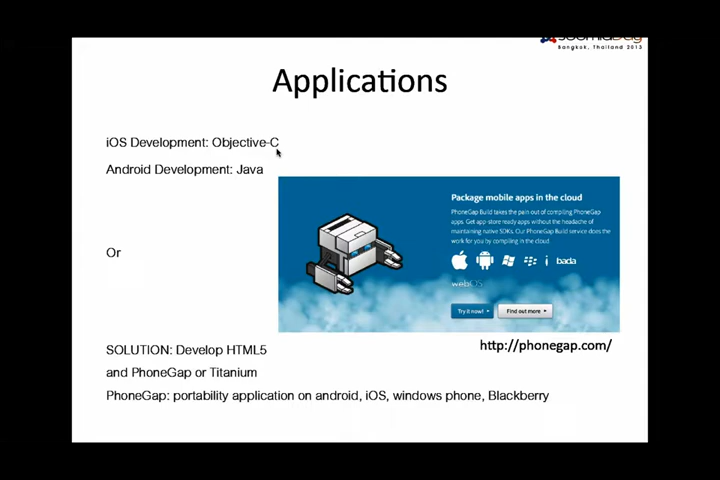 Bangkok, Thailand 2013
Applications
iOS Development: Objective-C
Android Development: Java
Package mobile apps in the cloud
PhoneGap Build takes the pain out of compiling PhoneGap
apps. Get app-store ready apps without the headache of
maintaining native SDKs. Our PhoneGap Build service does the
work for you by compiling in the cloud.
Or
bada
webOS
Try it now!
Find out more
http://phonegap.com/
SOLUTION: Develop HTML5
and PhoneGap or Titanium
PhoneGap: portability application on android, iOS, windows phone, Blackberry